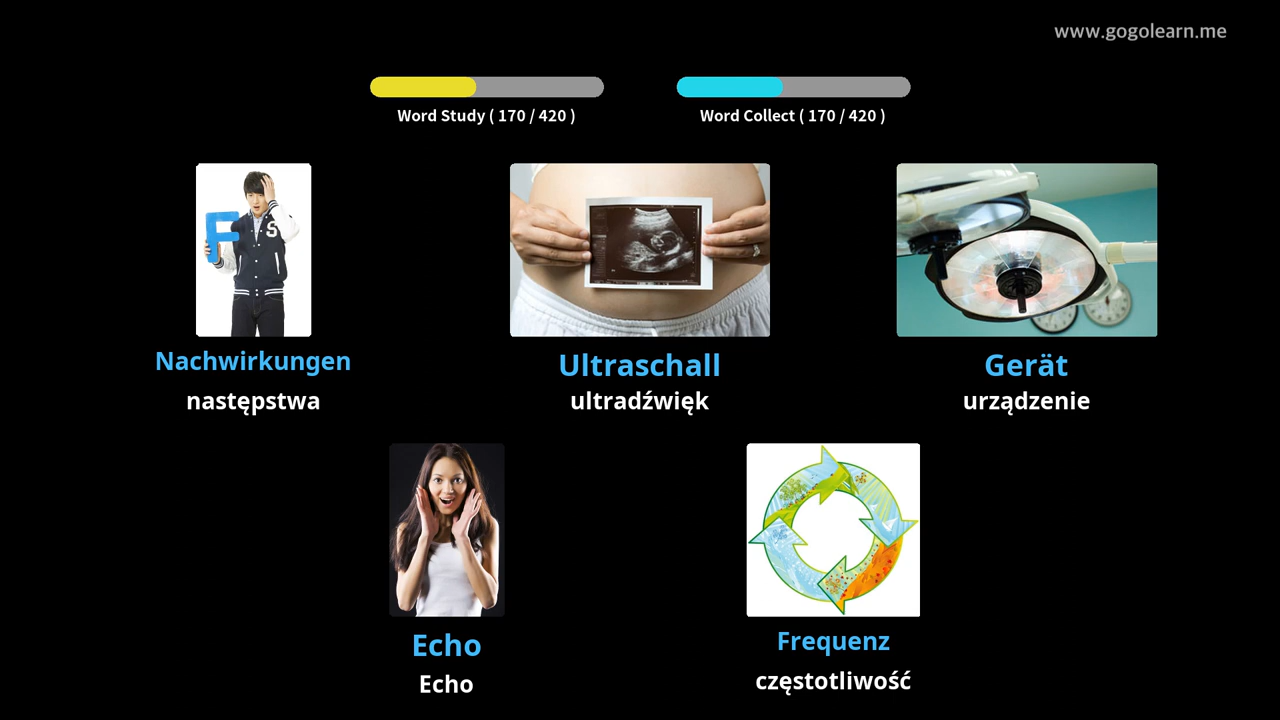 www.gogolearn.me
Word Study ( 170 / 420 )
Word Collect ( 170 / 420 )
F
S
Nachwirkungen
następstwa
Ultraschall
ultradźwięk
Gerät
urządzenie
Echo
Echo
Frequenz
częstotliwość